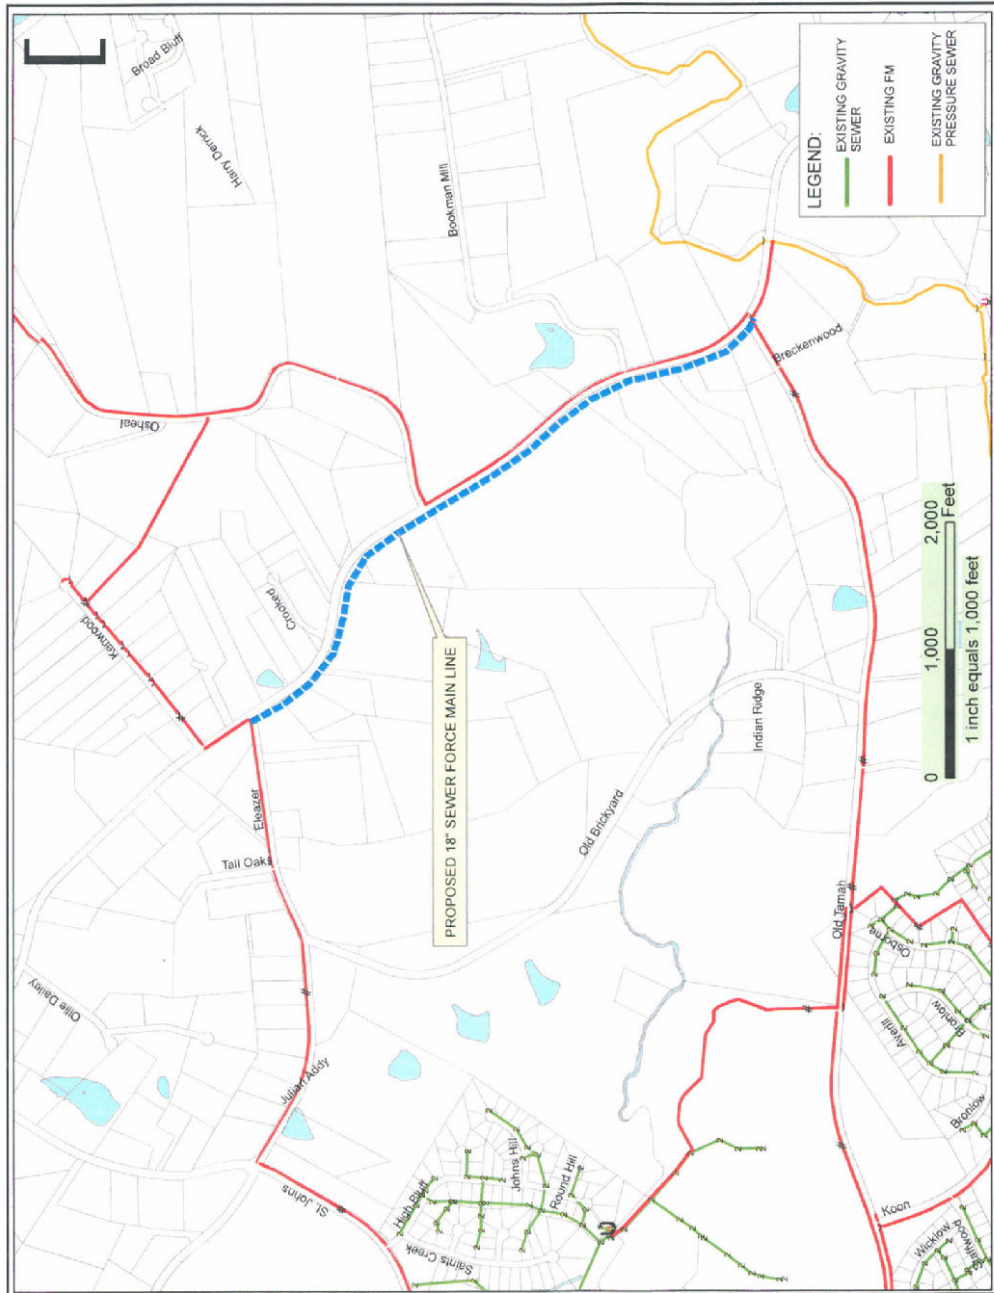 Broad Bluff
Harry Derrick
Bookman Mill
Osheal
Kenwood
Crooked
Breckenwood
PROPOSED 18" SEWER FORCE MAIN LINE
Eleazer
Tall Oaks
Old Brickyard
Indian Ridge
Ollie Dailey
Julian Addy
St. Johns
High Bluff
Johns Hill
Round Hill
Saints Creek
Old Tamah
Osborne
Averill
Bronlow
Bronlow
Koon
Wicklow
LEGEND:
EXISTING GRAVITY
SEWER
EXISTING FM
EXISTING GRAVITY
PRESSURE SEWER
0 1,000 2,000
Feet
1 inch equals 1,000 feet